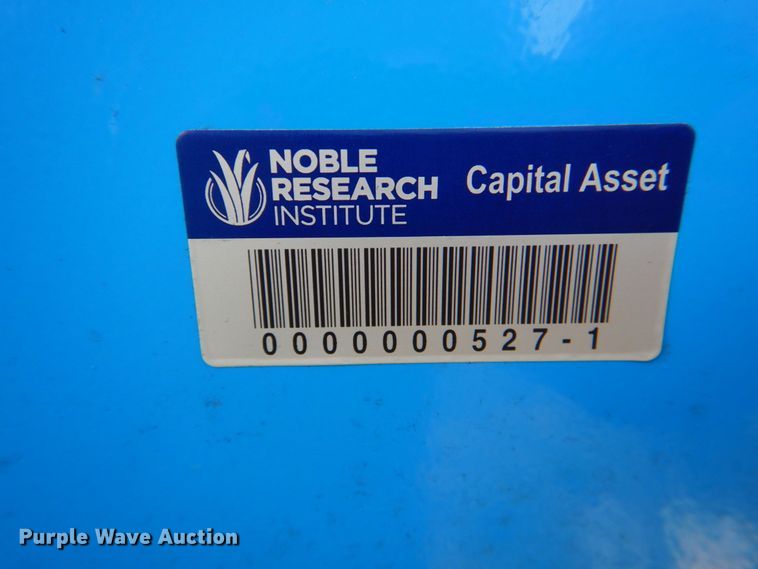 NOBLE
RESEARCH
INSTITUTE
Capital Asset
0000000527-1
Purple Wave Auction